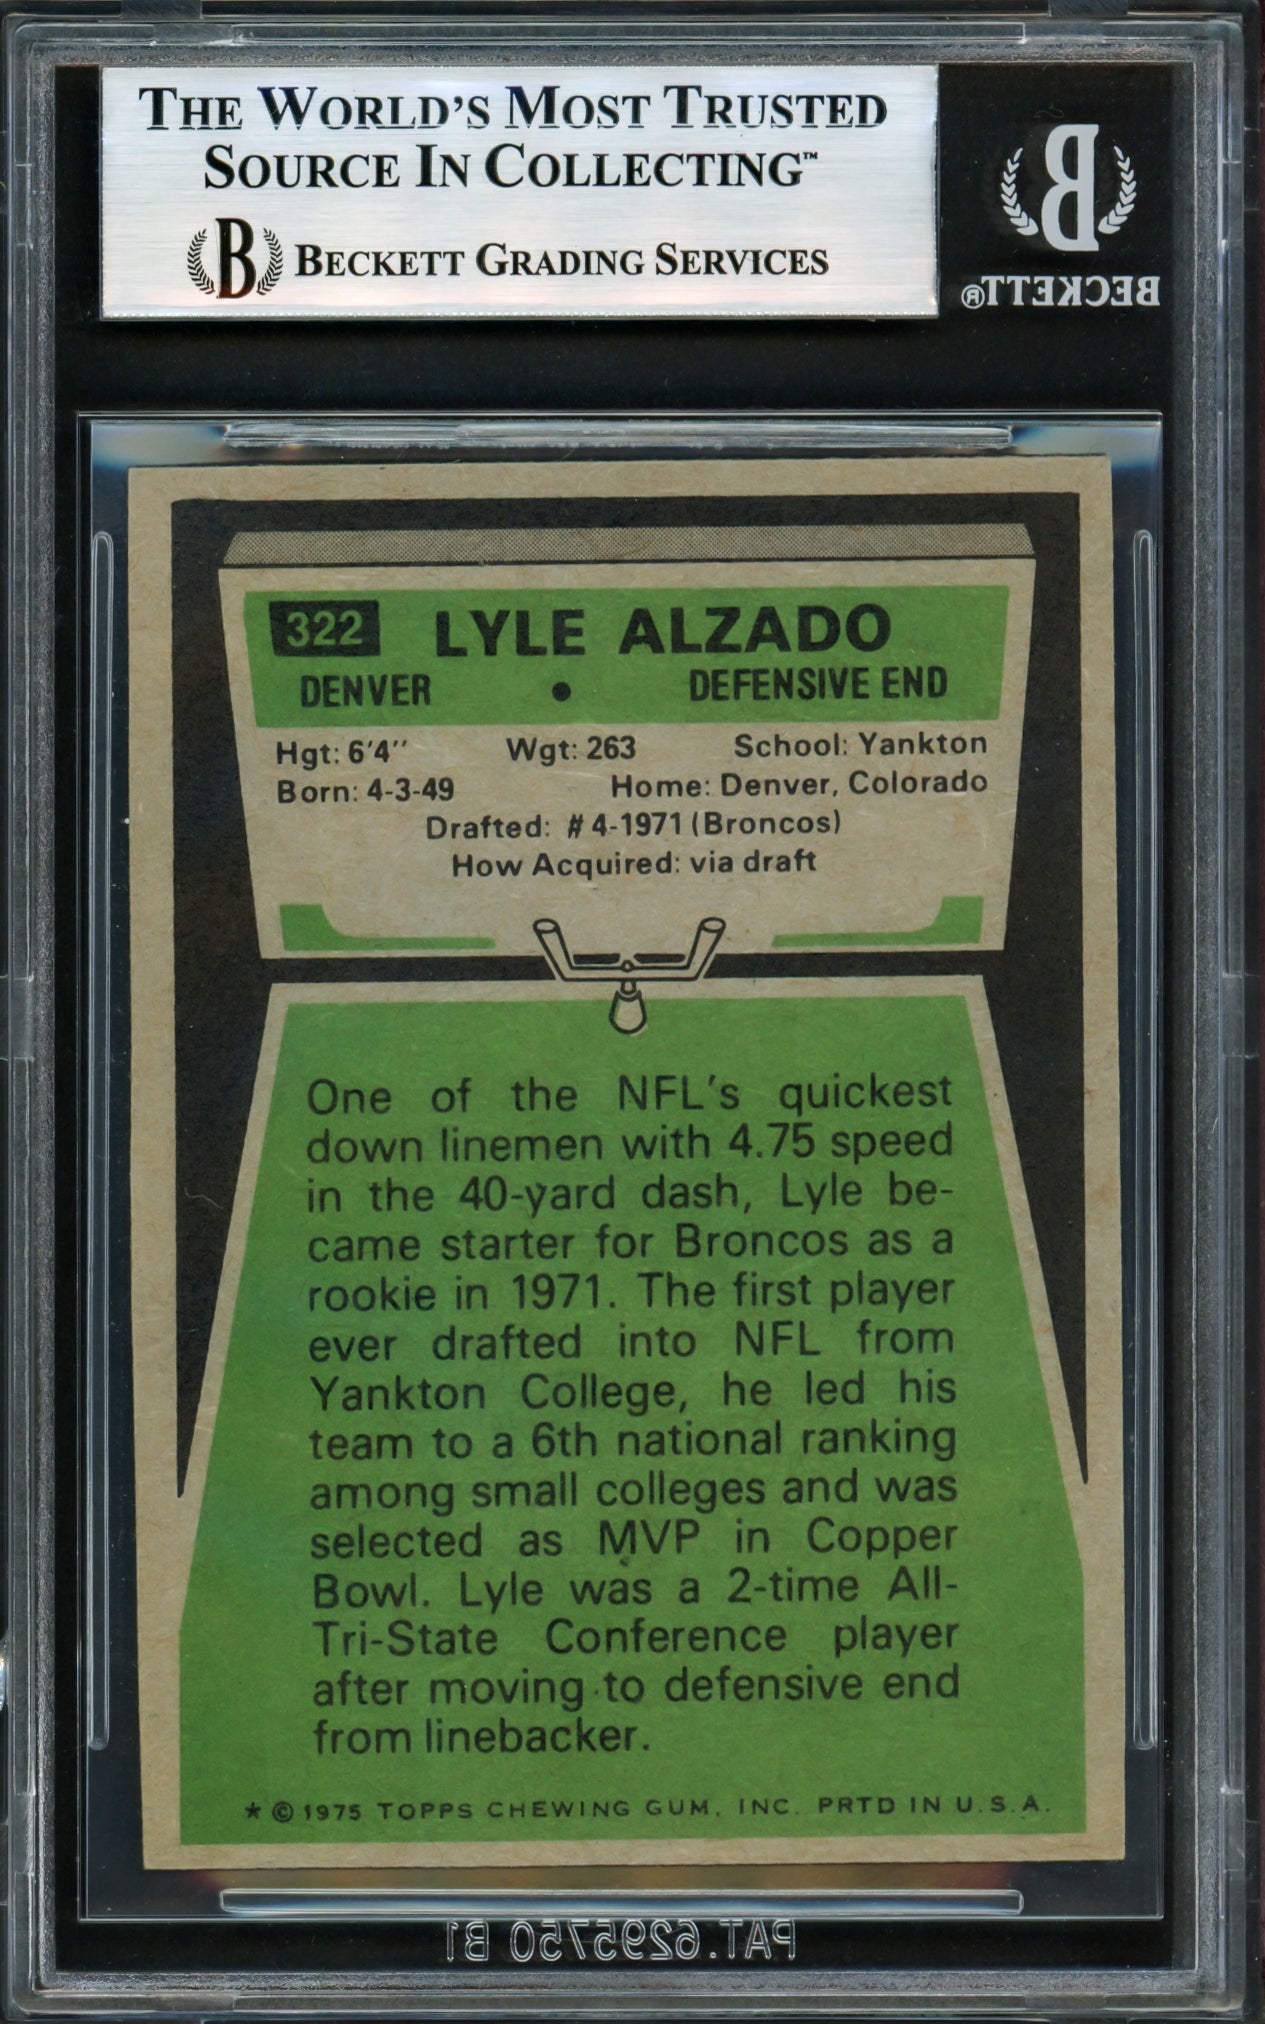 THE WORLD'S MOST TRUSTED
SOURCE IN COLLECTING™
B BECKETT GRADING SERVICES
B
BECKETT®
322 LYLE ALZADO
DENVER • DEFENSIVE END
Hgt: 6'4" Wgt: 263 School: Yankton
Born: 4-3-49 Home: Denver, Colorado
Drafted: #4-1971 (Broncos)
How Acquired: via draft
One of the NFL's quickest
down linemen with 4.75 speed
in the 40-yard dash, Lyle be-
came starter for Broncos as a
rookie in 1971. The first player
ever drafted into NFL from
Yankton College, he led his
team to a 6th national ranking
among small colleges and was
selected as MVP in Copper
Bowl. Lyle was a 2-time All-
Tri-State Conference player
after moving to defensive end
from linebacker.
* © 1975 TOPPS CHEWING GUM, INC. PRTD IN U.S.A.
PAT.6295750 B1